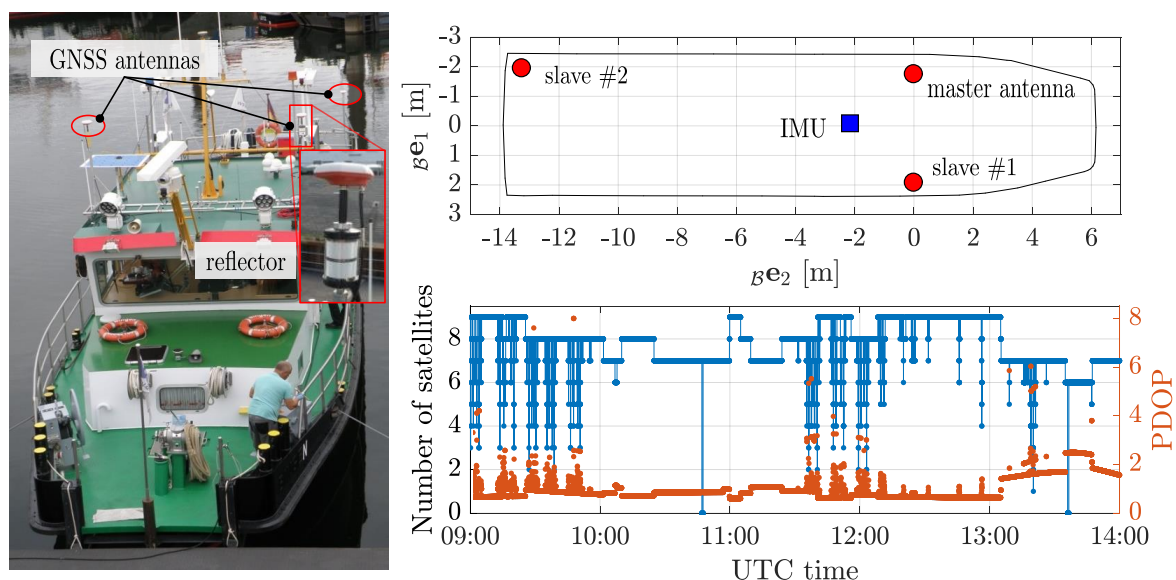 GNSS antennas
reflector
-3
-2
-1
0
1
2
3
ℬe₁ [m]
slave #2
master antenna
IMU
slave #1
-14 -12 -10 -8 -6 -4 -2 0 2 4 6
ℬe₂ [m]
Number of satellites
8
6
4
2
0
8
6
4
2
0
PDOP
09:00 10:00 11:00 12:00 13:00 14:00
UTC time